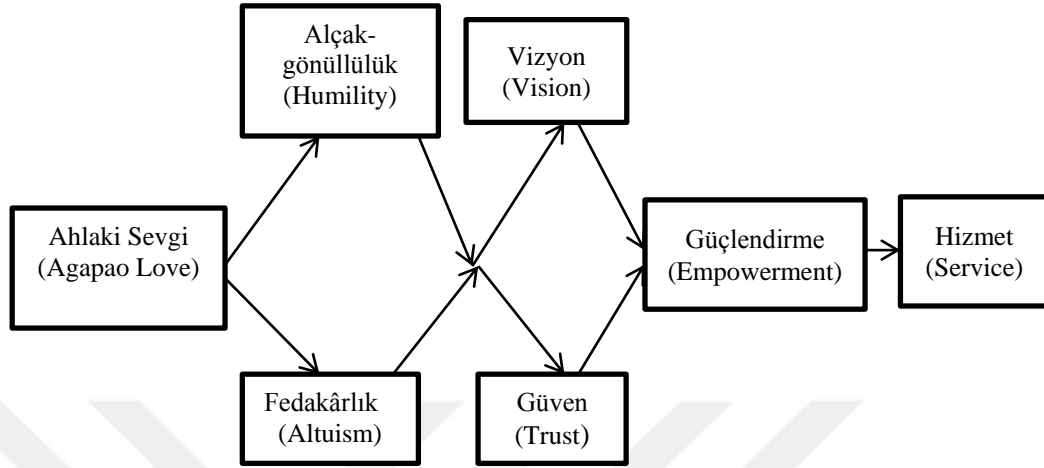 Alçak-
gönüllülük
(Humility)
Vizyon
(Vision)
Ahlaki Sevgi
(Agapao Love)
Güçlendirme
(Empowerment)
Hizmet
(Service)
Fedakârlık
(Altuism)
Güven
(Trust)